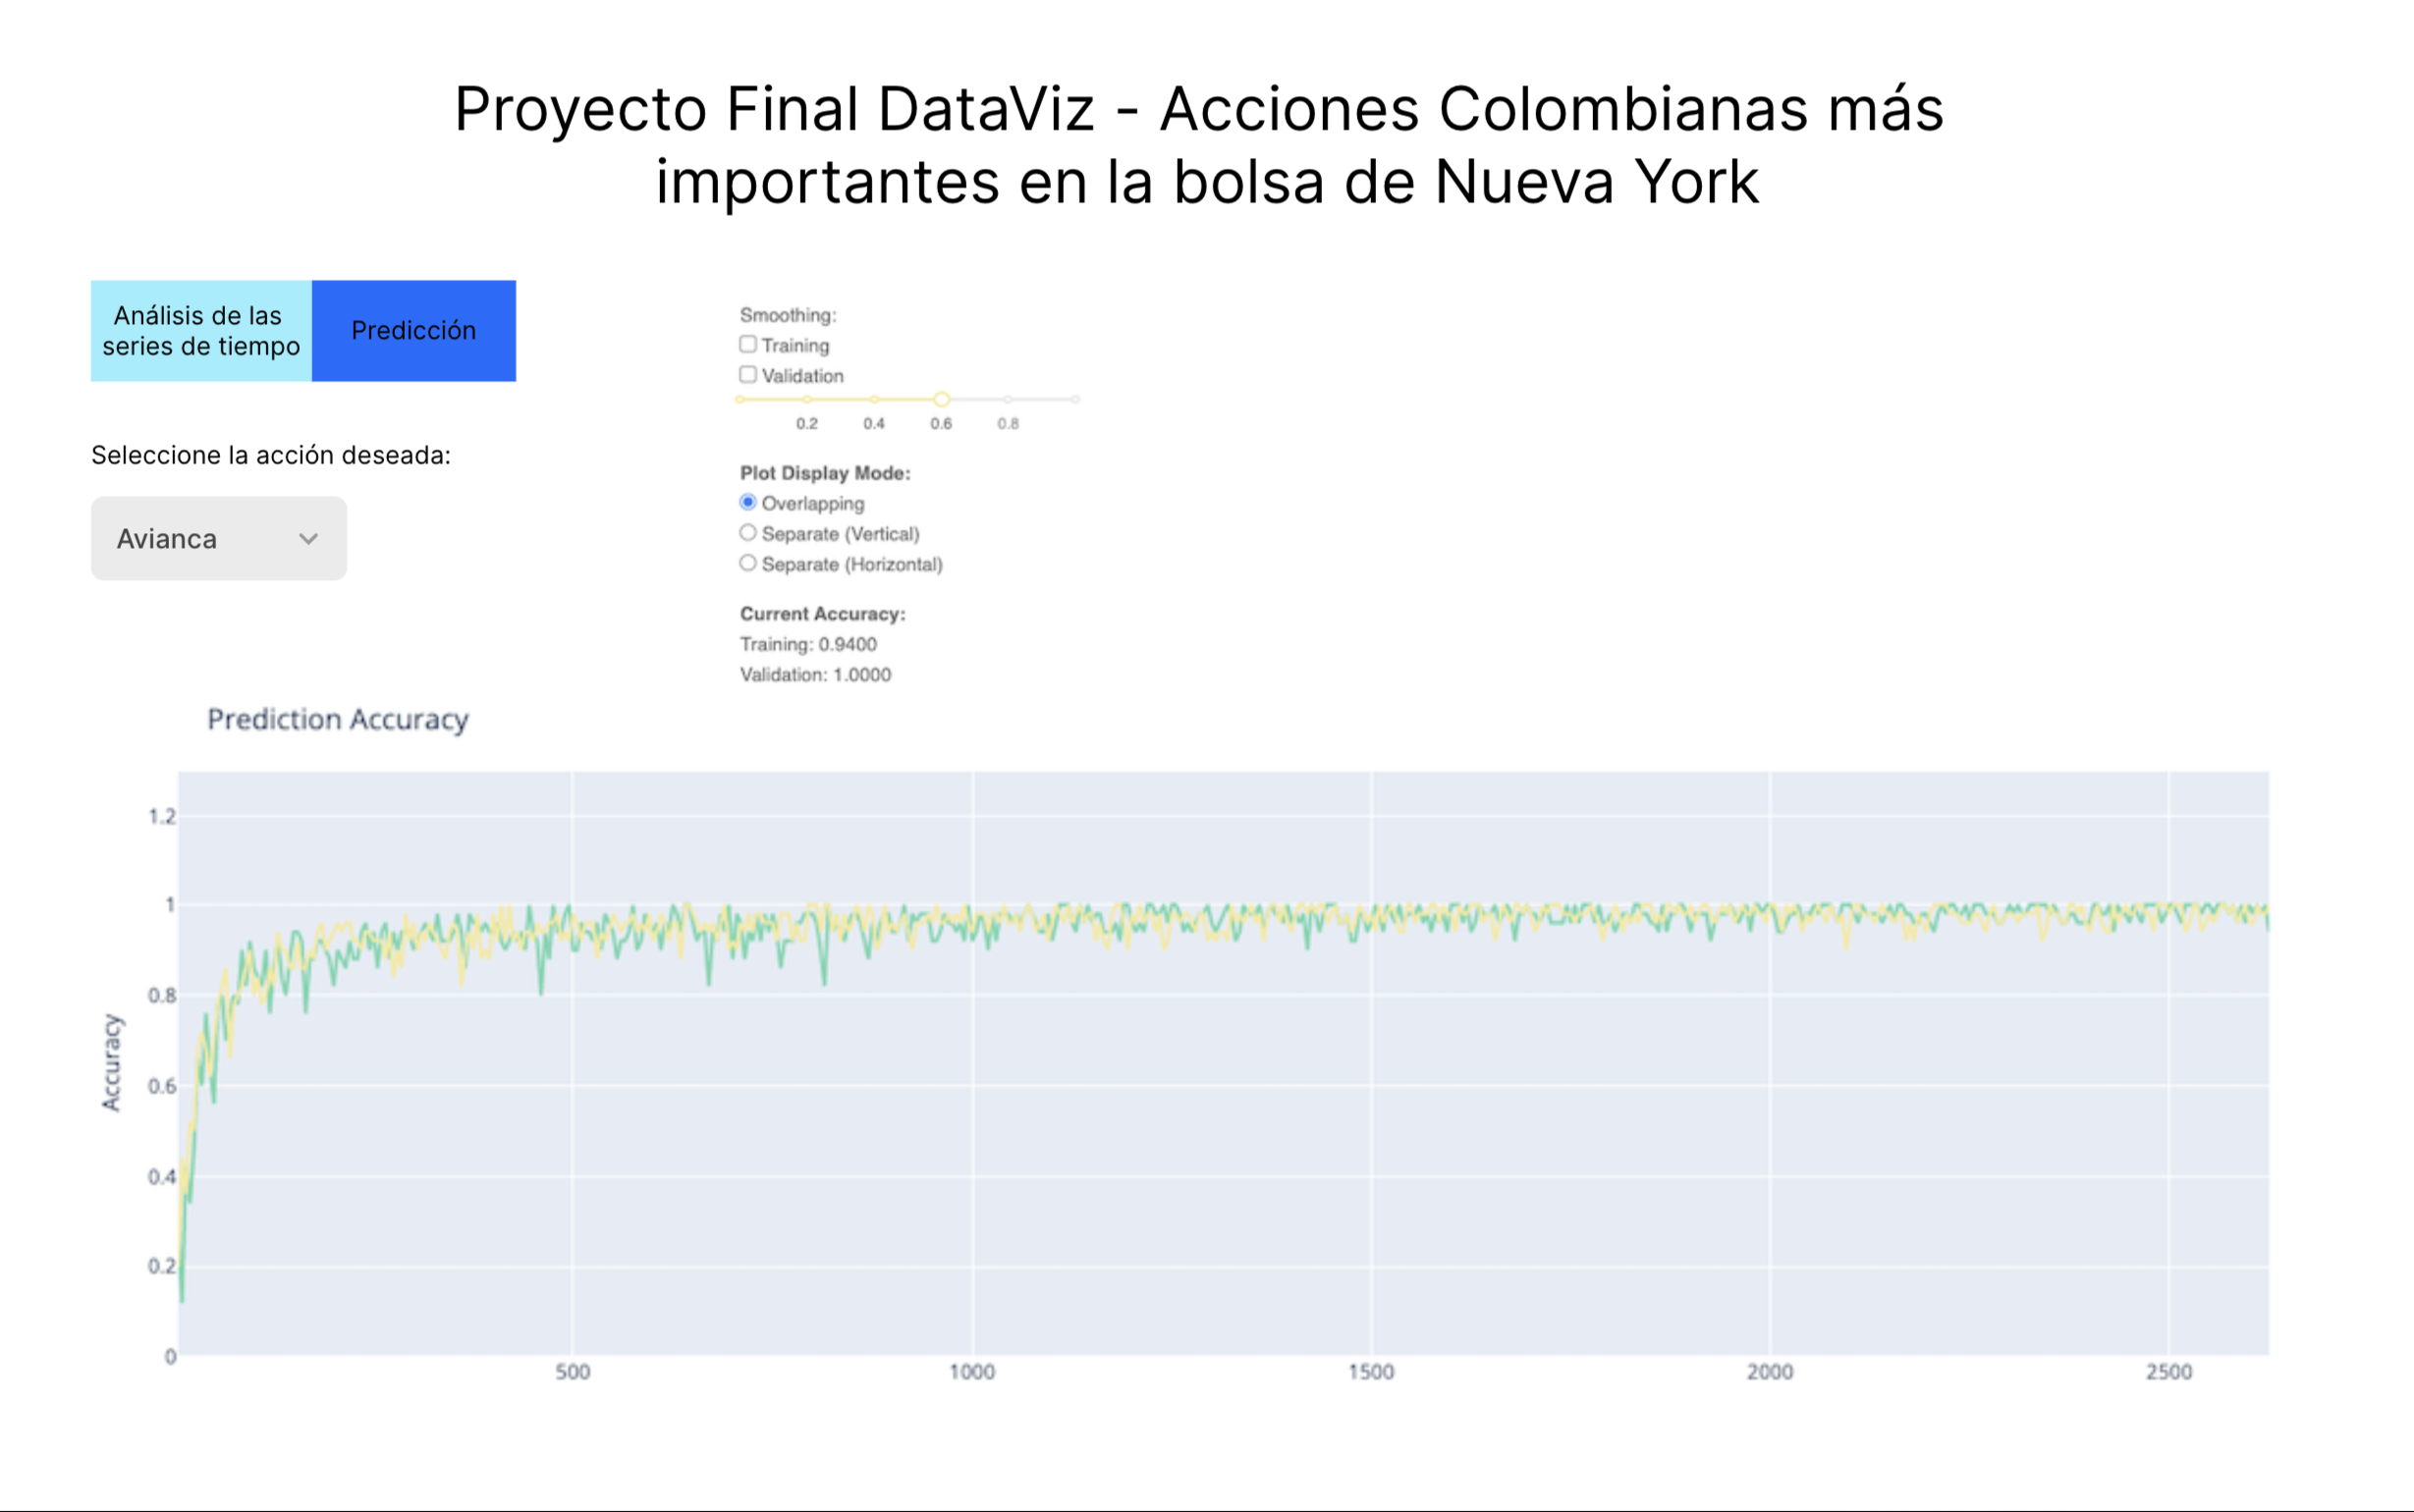 Proyecto Final DataViz - Acciones Colombianas más
importantes en la bolsa de Nueva York
Análisis de las
series de tiempo
Predicción
Seleccione la acción deseada:
Avianca
Smoothing:
Training
Validation
0.2 0.4 0.6 0.8
Plot Display Mode:
Overlapping
Separate (Vertical)
Separate (Horizontal)
Current Accuracy:
Training: 0.9400
Validation: 1.0000
Prediction Accuracy
Accuracy
1.2
1
0.8
0.6
0.4
0.2
0
500 1000 1500 2000 2500